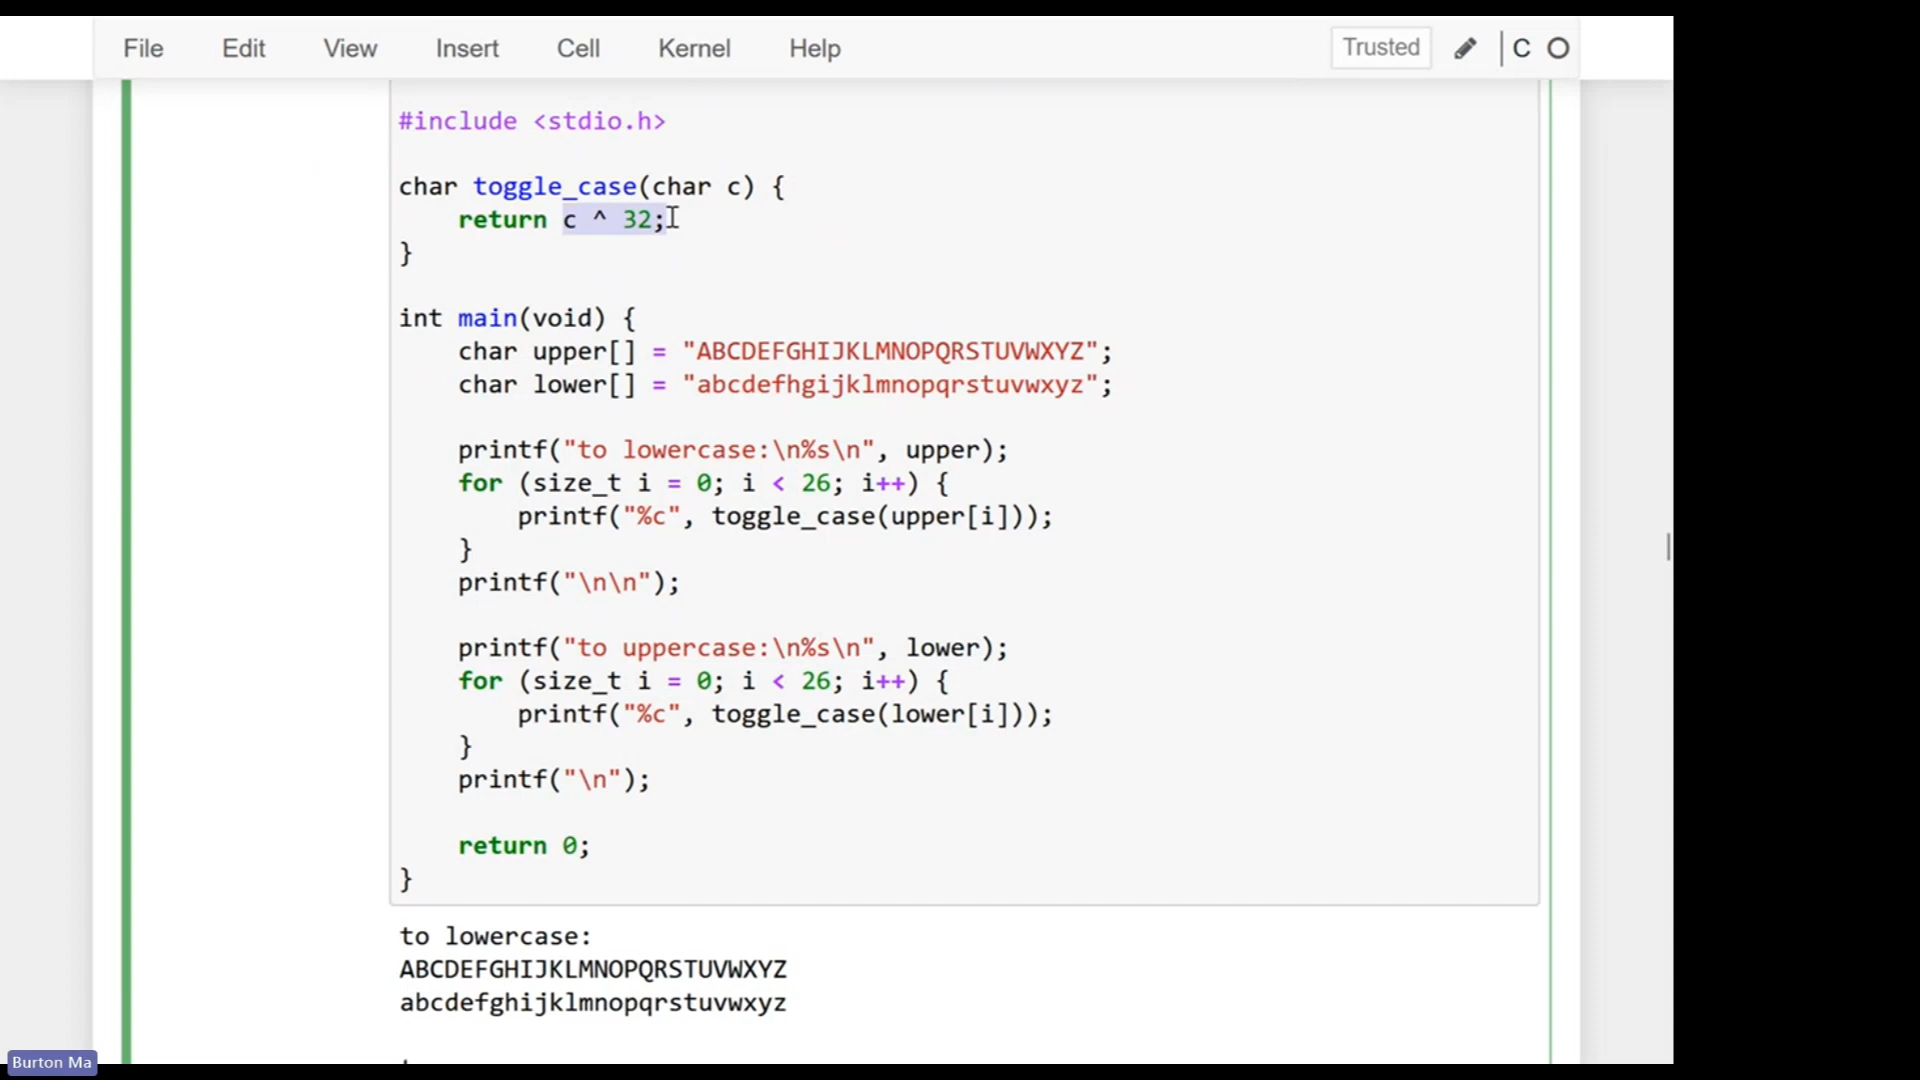 File Edit View Insert Cell Kernel Help Trusted C
#include <stdio.h>
char toggle_case(char c) {
return c ^ 32;
}
int main(void) {
char upper[] = "ABCDEFGHIJKLMNOPQRSTUVWXYZ";
char lower[] = "abcdefhgijklmnopqrstuvwxyz";
printf("to lowercase:\n%s\n", upper);
for (size_t i = 0; i < 26; i++) {
printf("%c", toggle_case(upper[i]));
}
printf("\n\n");
printf("to uppercase:\n%s\n", lower);
for (size_t i = 0; i < 26; i++) {
printf("%c", toggle_case(lower[i]));
}
printf("\n");
return 0;
}
to lowercase:
ABCDEFGHIJKLMNOPQRSTUVWXYZ
abcdefghijklmnopqrstuvwxyz
Burton Ma